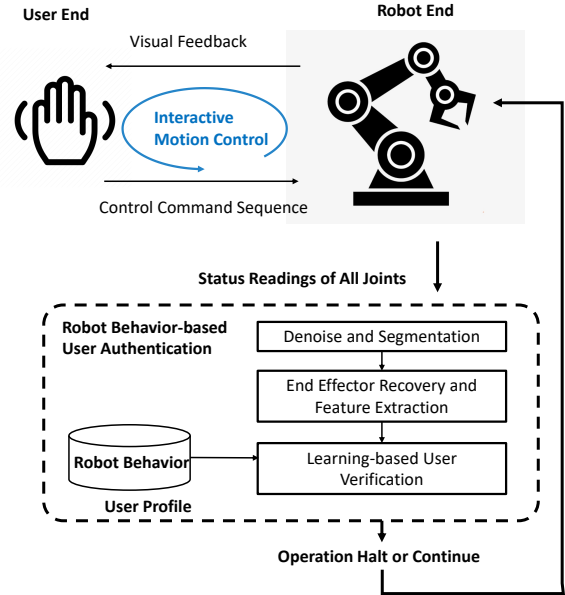 User End
Robot End
Visual Feedback
Interactive
Motion Control
Control Command Sequence
Status Readings of All Joints
Robot Behavior-based
User Authentication
Denoise and Segmentation
End Effector Recovery and
Feature Extraction
Robot Behavior
Learning-based User
Verification
User Profile
Operation Halt or Continue